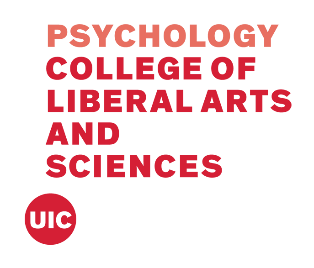 PSYCHOLOGY
COLLEGE OF
LIBERAL ARTS
AND
SCIENCES
UIC